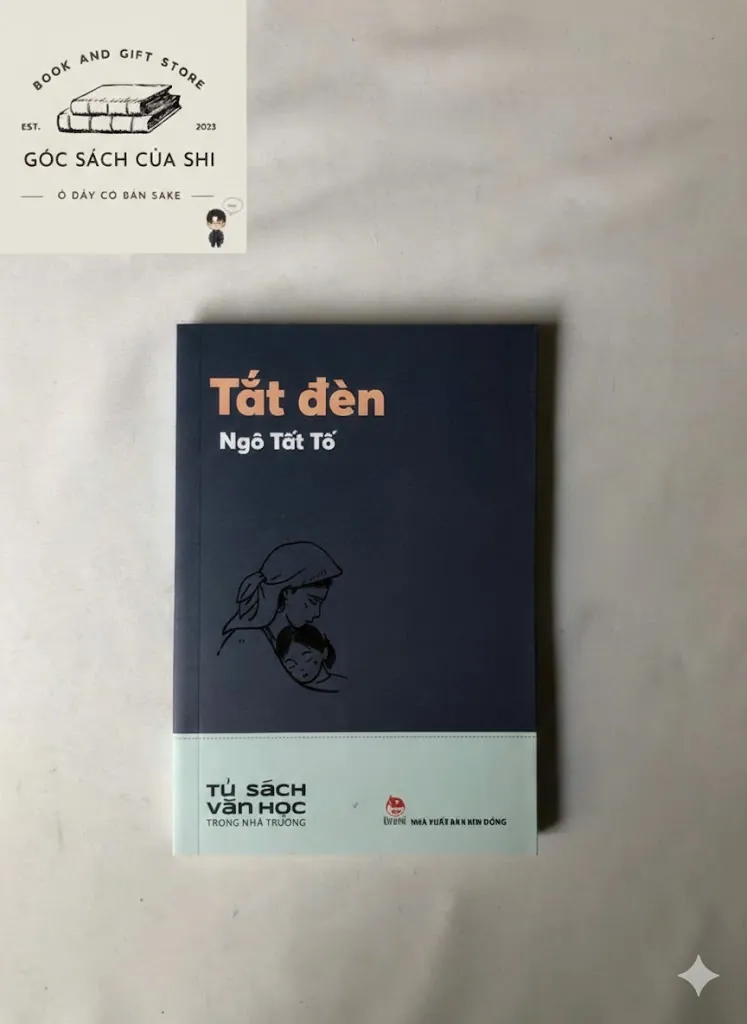 BOOK AND GIFT STORE
EST. 2023
GÓC SÁCH CỦA SHI
Ở DÂY CÓ BÁN SAKE
Tắt đèn
Ngô Tất Tố
TỦ SÁCH
VĂN HỌC
TRONG NHÀ TRƯỜNG
NHÀ XUẤT BẢN KIM ĐỒNG